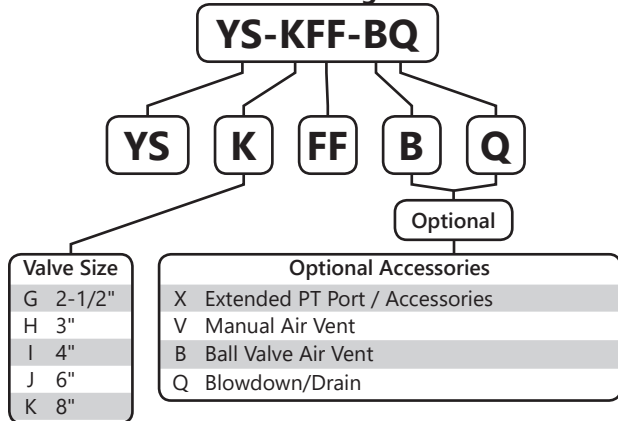 YS-KFF-BQ
YS K FF B Q
Optional
Valve Size
G 2-1/2"
H 3"
I 4"
J 6"
K 8"
Optional Accessories
X Extended PT Port / Accessories
V Manual Air Vent
B Ball Valve Air Vent
Q Blowdown/Drain